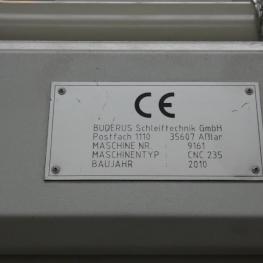 CE
BUDERUS Schleiftechnik GmbH
Postfach 1110 35607 Aßlar
MASCHINE NR. : 9161
MASCHINENTYP : CNC 235
BAUJAHR : 2010